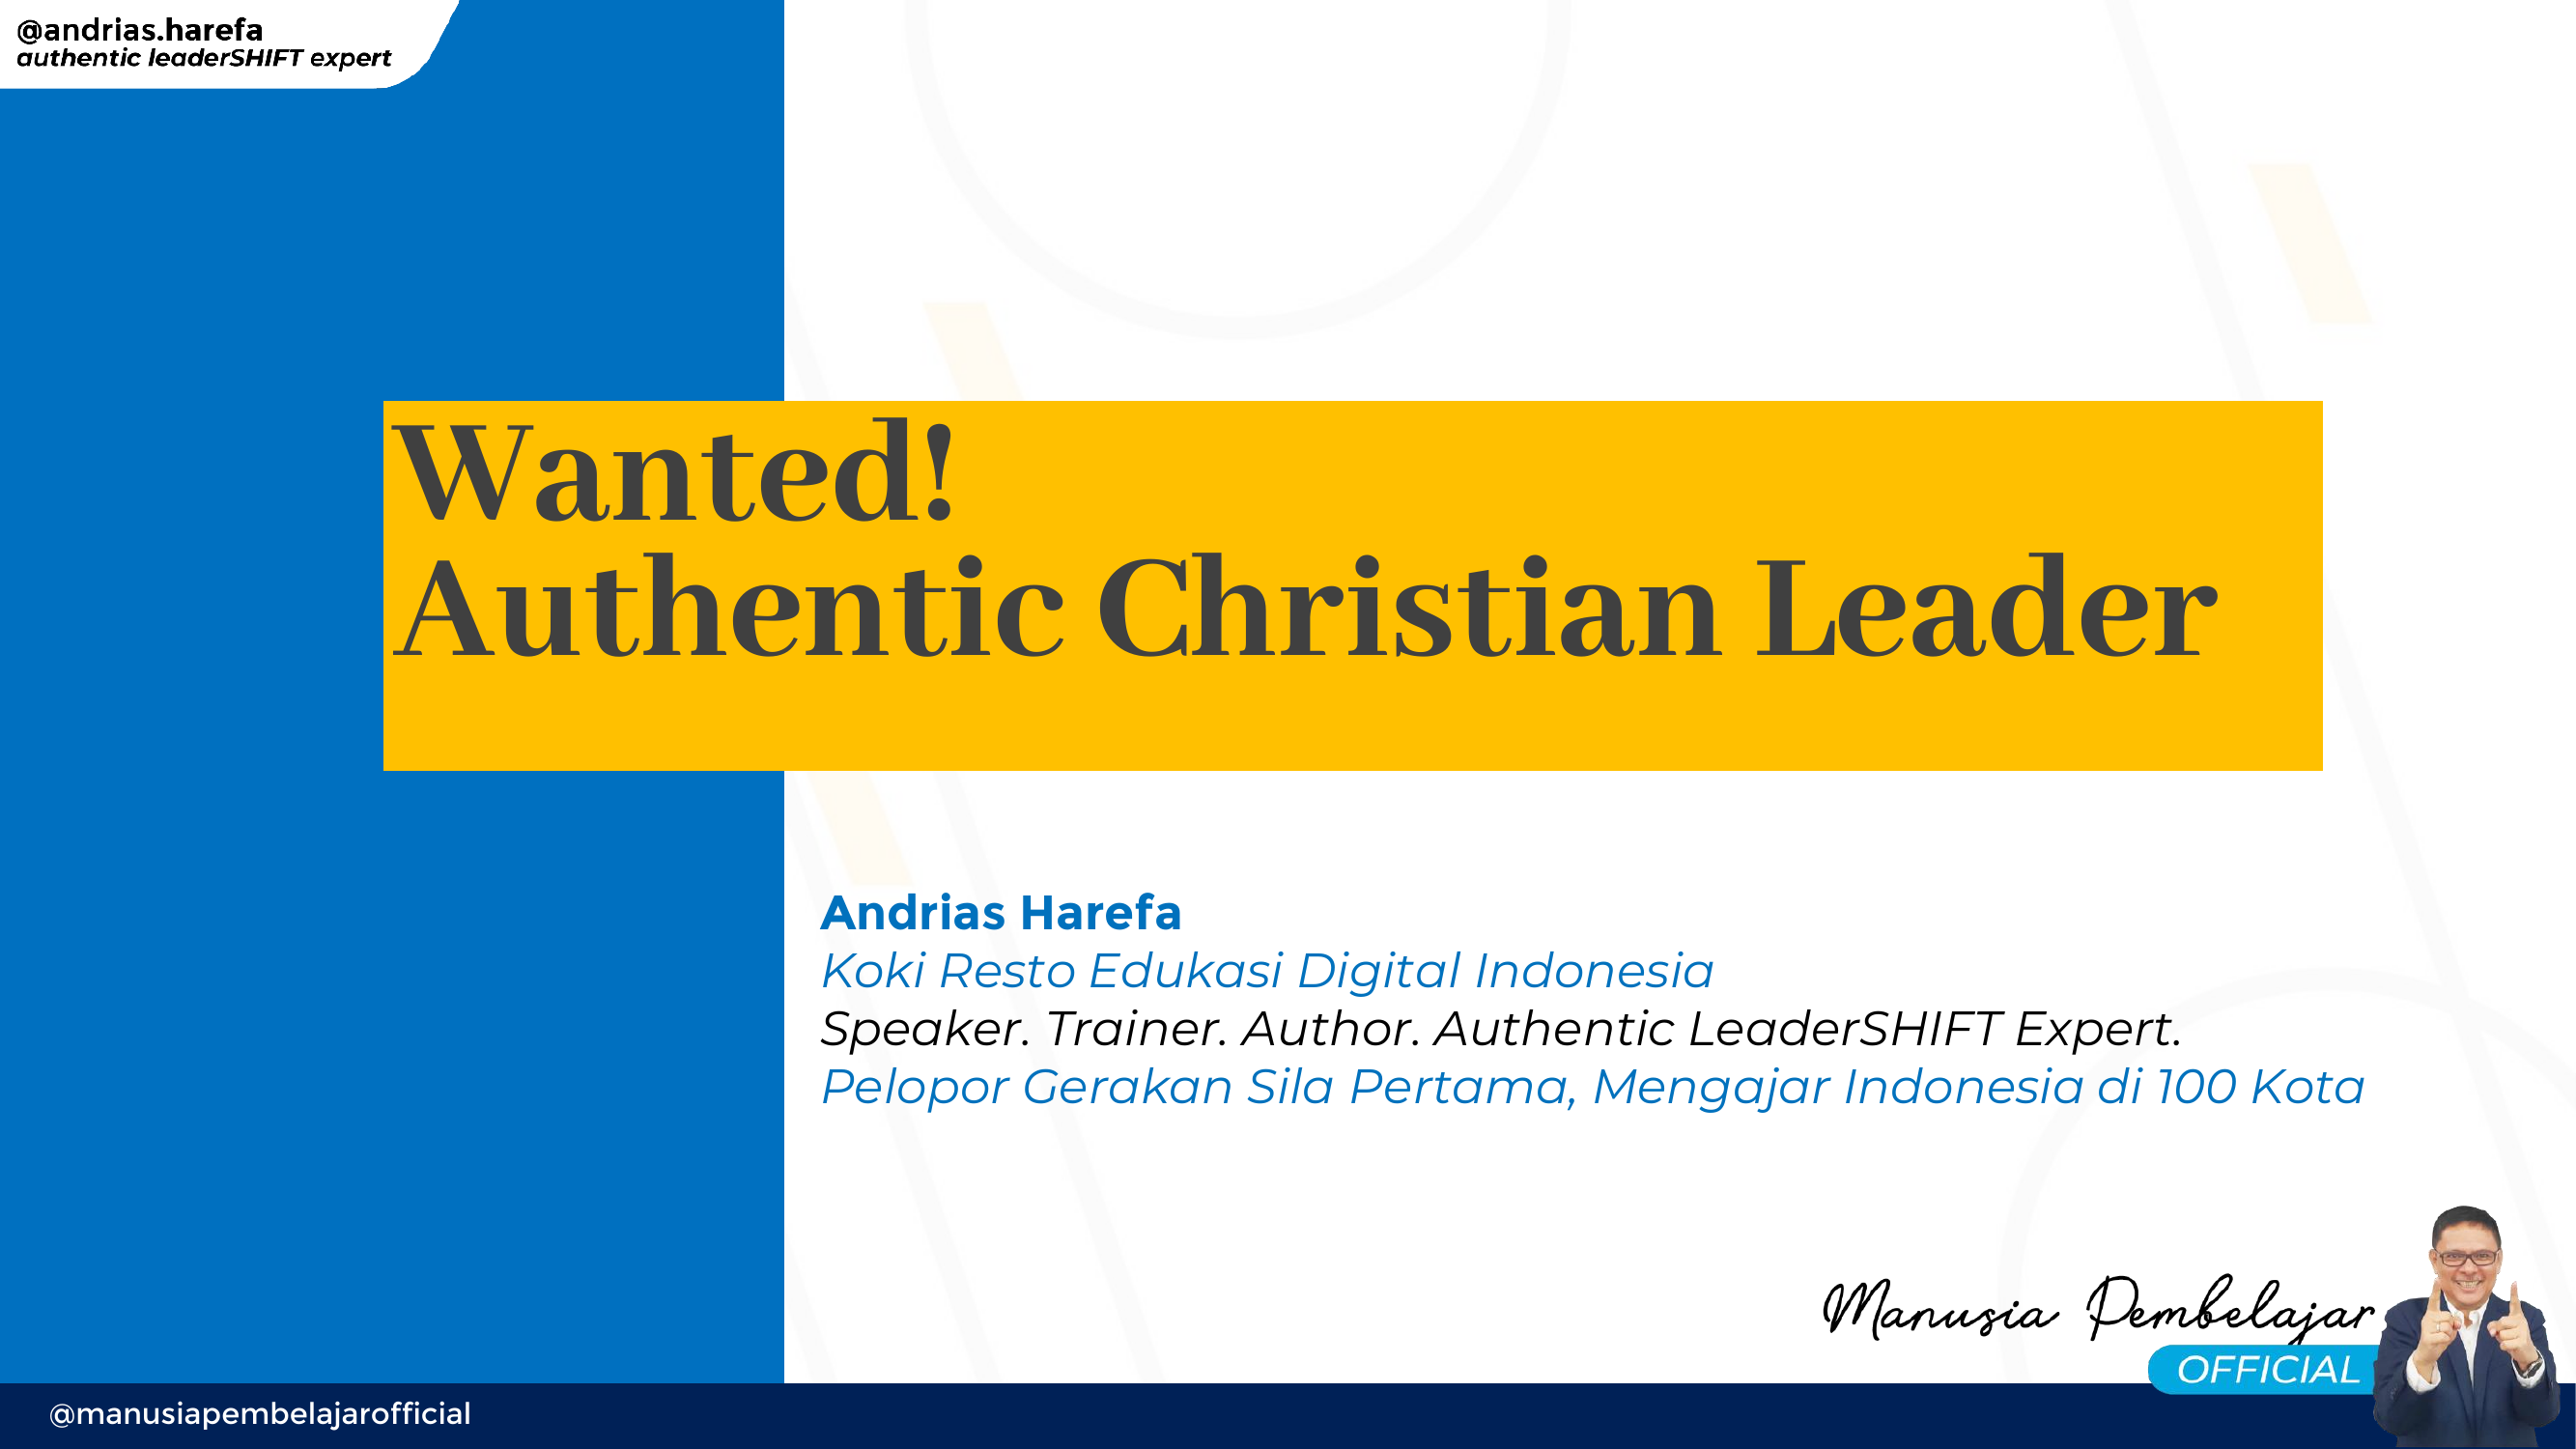 @andrias.harefa
authentic leaderSHIFT expert
Wanted!
Authentic Christian Leader
Andrias Harefa
Koki Resto Edukasi Digital Indonesia
Speaker. Trainer. Author. Authentic LeaderSHIFT Expert.
Pelopor Gerakan Sila Pertama, Mengajar Indonesia di 100 Kota
Manusia Pembelajar
OFFICIAL
@manusiapembelajarofficial